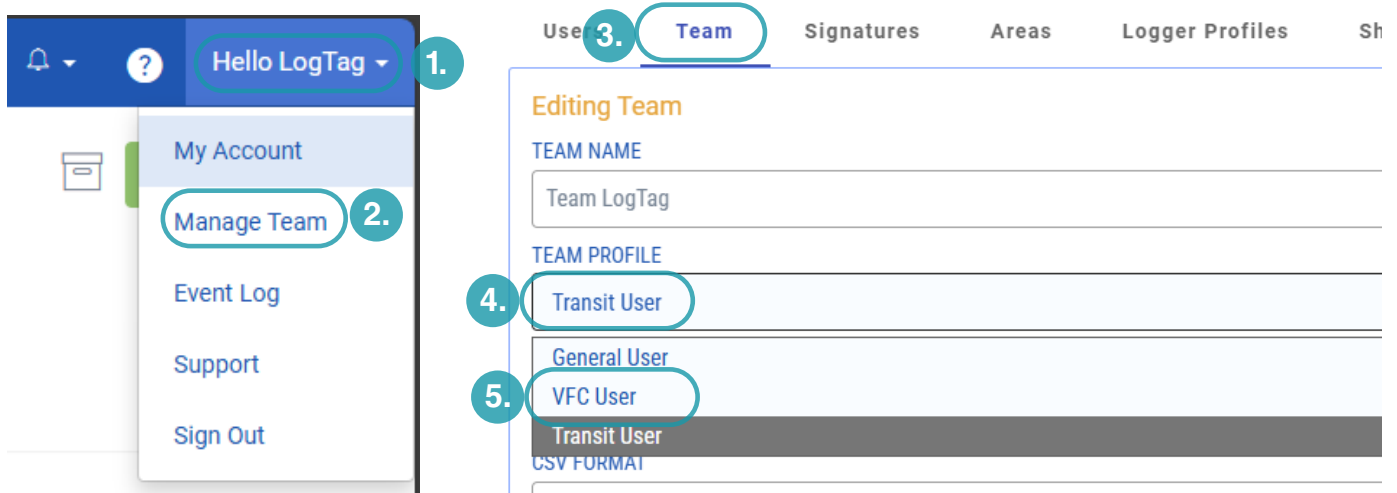 ?
Hello LogTag
1.
My Account
Manage Team
2.
Event Log
Support
Sign Out
Users
3.
Team
Signatures
Areas
Logger Profiles
Sh
Editing Team
TEAM NAME
Team LogTag
TEAM PROFILE
4.
Transit User
General User
5.
VFC User
Transit User
CSV FORMAT